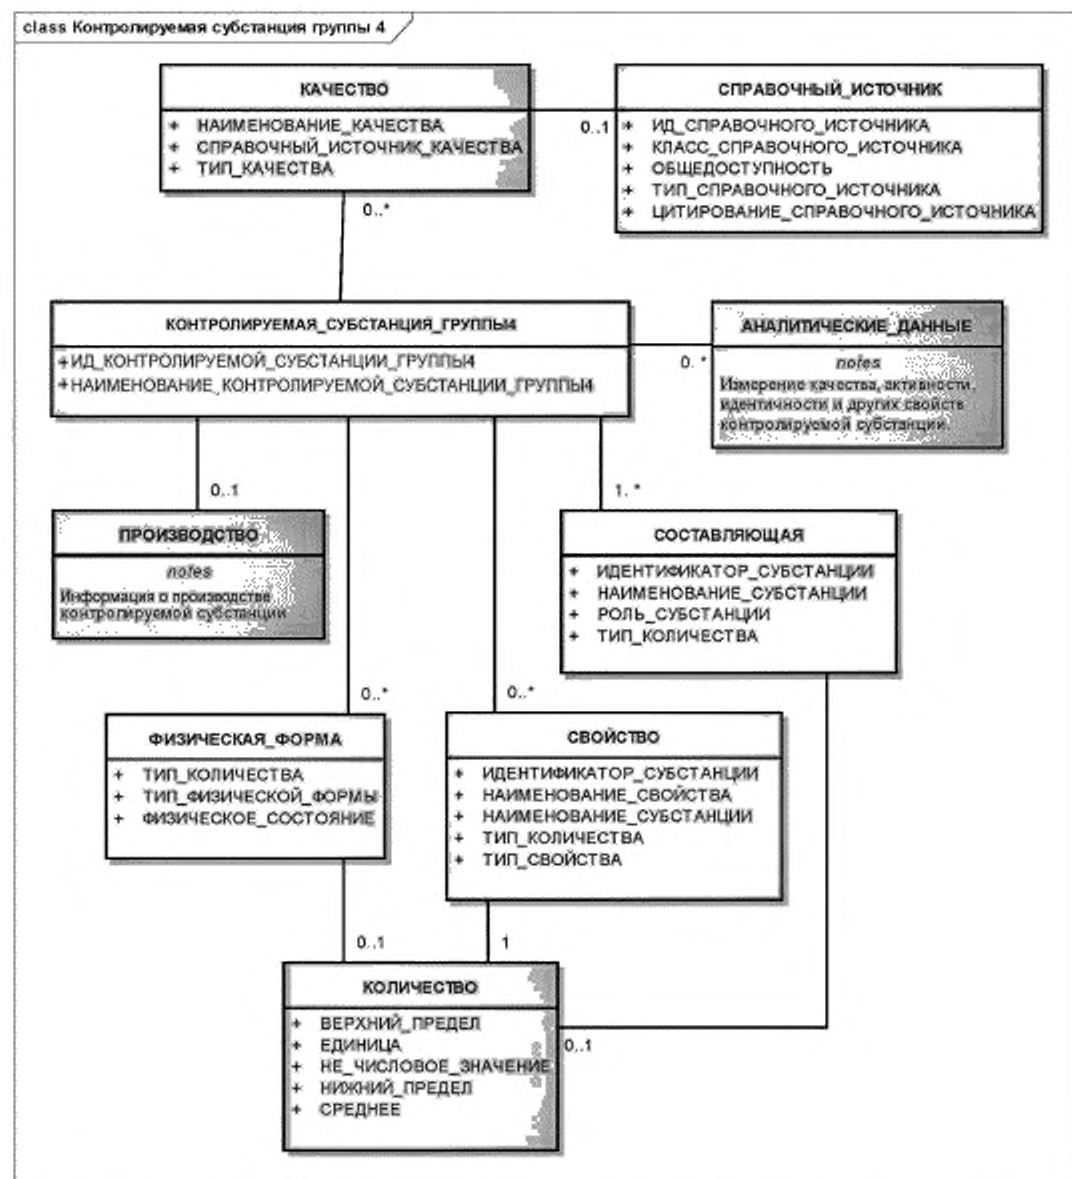 class Контролируемая субстанция группы 4
КАЧЕСТВО
+ НАИМЕНОВАНИЕ_КАЧЕСТВА
+ СПРАВОЧНЫЙ_ИСТОЧНИК_КАЧЕСТВА
+ ТИП_КАЧЕСТВА
0..1
СПРАВОЧНЫЙ_ИСТОЧНИК
+ ИД_СПРАВОЧНОГО_ИСТОЧНИКА
+ КЛАСС_СПРАВОЧНОГО_ИСТОЧНИКА
+ ОБЩЕДОСТУПНОСТЬ
+ ТИП_СПРАВОЧНОГО_ИСТОЧНИКА
+ ЦИТИРОВАНИЕ_СПРАВОЧНОГО_ИСТОЧНИКА
0..*
КОНТРОЛИРУЕМАЯ_СУБСТАНЦИЯ_ГРУППЫ4
+ИД_КОНТРОЛИРУЕМОЙ_СУБСТАНЦИИ_ГРУППЫ4
+НАИМЕНОВАНИЕ_КОНТРОЛИРУЕМОЙ_СУБСТАНЦИИ_ГРУППЫ4
0..*
АНАЛИТИЧЕСКИЕ_ДАННЫЕ
notes
Измерение качества, активности,
идентичности и других свойств
контролируемой субстанции.
0..1
ПРОИЗВОДСТВО
notes
Информация о производстве
контролируемой субстанции
1..*
СОСТАВЛЯЮЩАЯ
+ ИДЕНТИФИКАТОР_СУБСТАНЦИИ
+ НАИМЕНОВАНИЕ_СУБСТАНЦИИ
+ РОЛЬ_СУБСТАНЦИИ
+ ТИП_КОЛИЧЕСТВА
0..*
ФИЗИЧЕСКАЯ_ФОРМА
+ ТИП_КОЛИЧЕСТВА
+ ТИП_ФИЗИЧЕСКОЙ_ФОРМЫ
+ ФИЗИЧЕСКОЕ_СОСТОЯНИЕ
0..*
СВОЙСТВО
+ ИДЕНТИФИКАТОР_СУБСТАНЦИИ
+ НАИМЕНОВАНИЕ_СВОЙСТВА
+ НАИМЕНОВАНИЕ_СУБСТАНЦИИ
+ ТИП_КОЛИЧЕСТВА
+ ТИП_СВОЙСТВА
0..1
1
КОЛИЧЕСТВО
+ ВЕРХНИЙ_ПРЕДЕЛ
+ ЕДИНИЦА
+ НЕ_ЧИСЛОВОЕ_ЗНАЧЕНИЕ
+ НИЖНИЙ_ПРЕДЕЛ
+ СРЕДНЕЕ
0..1